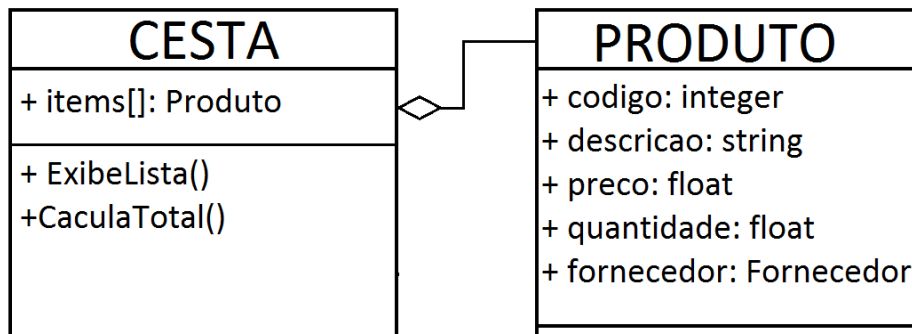 CESTA
+ items[]: Produto
+ ExibeLista()
+CaculaTotal()
PRODUTO
+ codigo: integer
+ descricao: string
+ preco: float
+ quantidade: float
+ fornecedor: Fornecedor